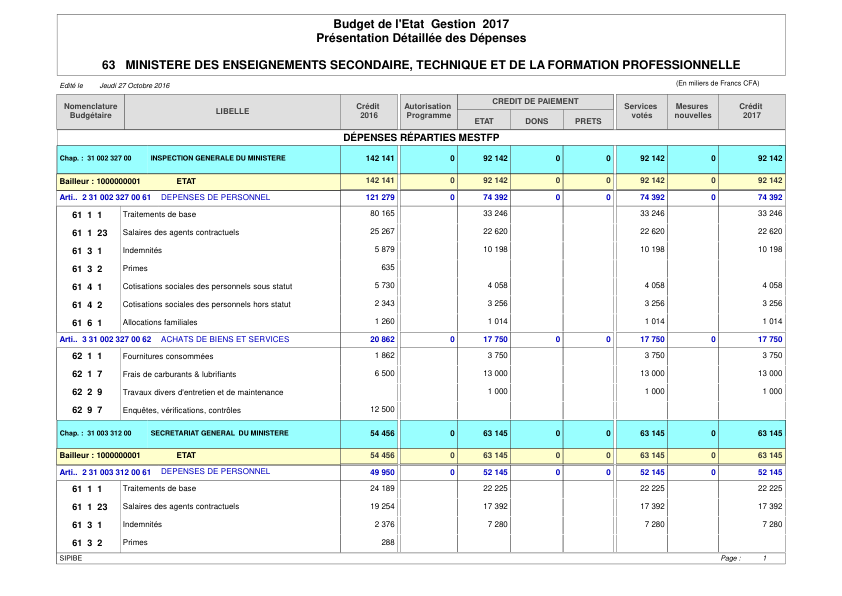 Budget de l'Etat Gestion 2017
Présentation Détaillée des Dépenses
63 MINISTERE DES ENSEIGNEMENTS SECONDAIRE, TECHNIQUE ET DE LA FORMATION PROFESSIONNELLE
Edité le Jeudi 27 Octobre 2016 (En miliers de Francs CFA)
Nomenclature Budgétaire LIBELLE Crédit 2016 Autorisation Programme CREDIT DE PAIEMENT ETAT DONS PRETS Services votés Mesures nouvelles Crédit 2017
DÉPENSES RÉPARTIES MESTFP
Chap. : 31 002 327 00 INSPECTION GENERALE DU MINISTERE 142 141 0 92 142 0 0 92 142 0 92 142
Bailleur : 1000000001 ETAT 142 141 0 92 142 0 0 92 142 0 92 142
Arti.. 2 31 002 327 00 61 DEPENSES DE PERSONNEL 121 279 0 74 392 0 0 74 392 0 74 392
61 1 1 Traitements de base 80 165 33 246 33 246 33 246
61 1 23 Salaires des agents contractuels 25 267 22 620 22 620 22 620
61 3 1 Indemnités 5 879 10 198 10 198 10 198
61 3 2 Primes 635
61 4 1 Cotisations sociales des personnels sous statut 5 730 4 058 4 058 4 058
61 4 2 Cotisations sociales des personnels hors statut 2 343 3 256 3 256 3 256
61 6 1 Allocations familiales 1 260 1 014 1 014 1 014
Arti.. 3 31 002 327 00 62 ACHATS DE BIENS ET SERVICES 20 862 0 17 750 0 0 17 750 0 17 750
62 1 1 Fournitures consommées 1 862 3 750 3 750 3 750
62 1 7 Frais de carburants & lubrifiants 6 500 13 000 13 000 13 000
62 2 9 Travaux divers d'entretien et de maintenance 1 000 1 000 1 000
62 9 7 Enquêtes, vérifications, contrôles 12 500
Chap. : 31 003 312 00 SECRETARIAT GENERAL DU MINISTERE 54 456 0 63 145 0 0 63 145 0 63 145
Bailleur : 1000000001 ETAT 54 456 0 63 145 0 0 63 145 0 63 145
Arti.. 2 31 003 312 00 61 DEPENSES DE PERSONNEL 49 950 0 52 145 0 0 52 145 0 52 145
61 1 1 Traitements de base 24 189 22 225 22 225 22 225
61 1 23 Salaires des agents contractuels 19 254 17 392 17 392 17 392
61 3 1 Indemnités 2 376 7 280 7 280 7 280
61 3 2 Primes 288
SIPIBE Page : 1